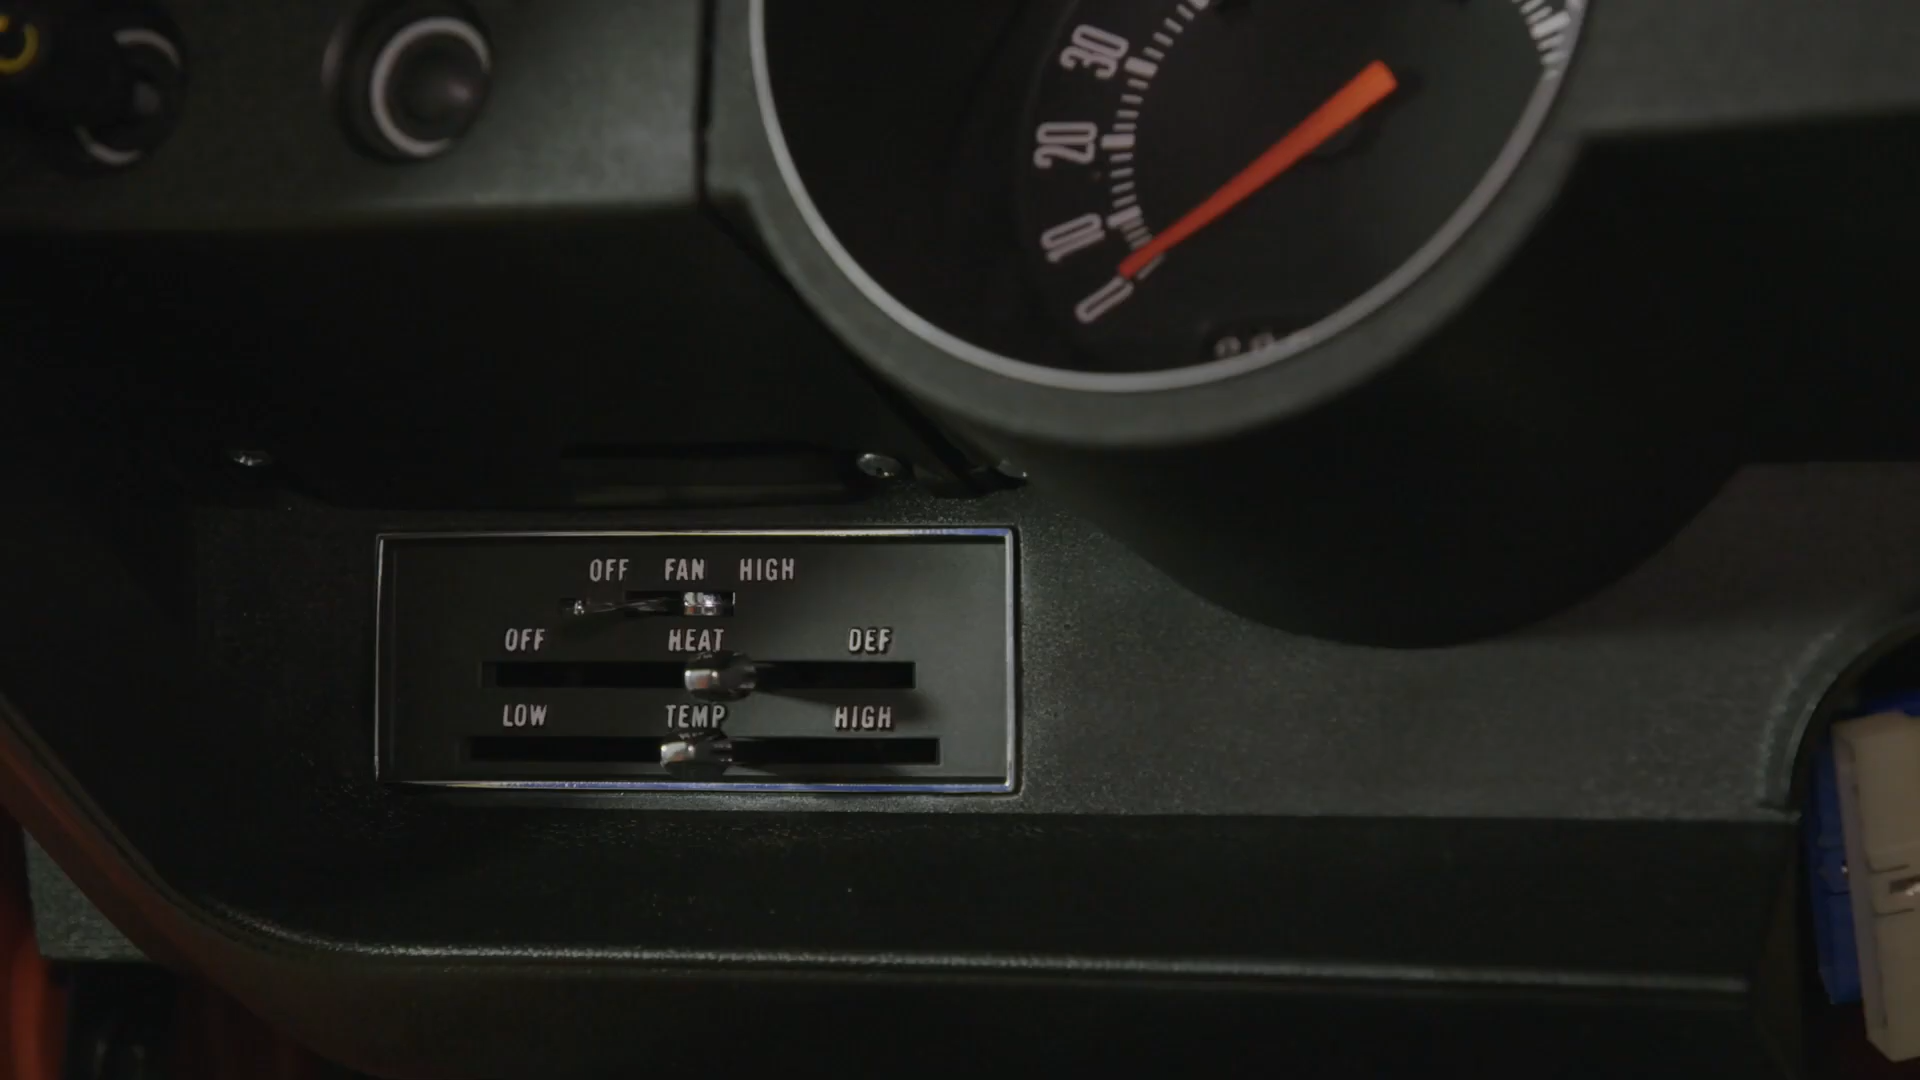 30
20
10
0
OFF FAN HIGH
OFF HEAT DEF
LOW TEMP HIGH